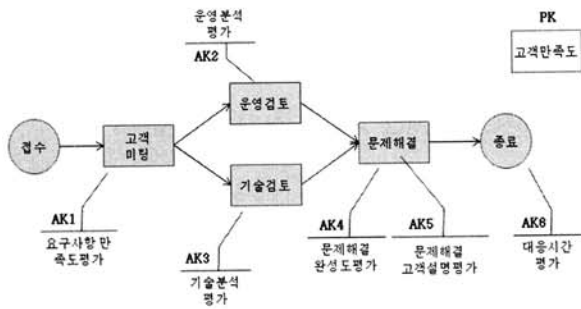 운영분석
평가
AK2
PK
고객만족도
운영검토
접수
고객
미팅
문제해결
종료
기술검토
AK1
요구사항 만
족도평가
AK3
기술분석
평가
AK4
문제해결
완성도평가
AK5
문제해결
고객설명평가
AK6
대응시간
평가